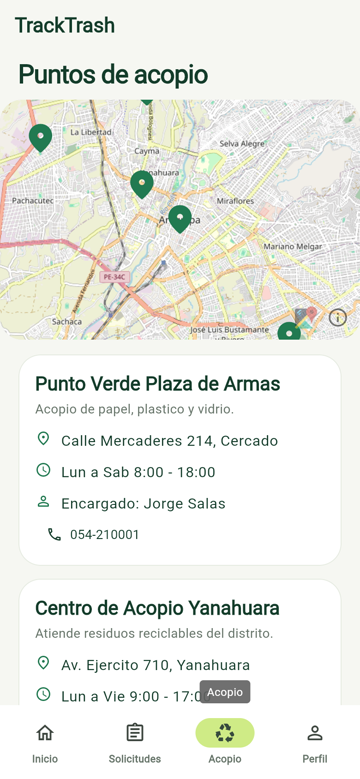 TrackTrash
Puntos de acopio
La Libertad
Cayma
Selva Alegre
Yanahuara
Pachacutec
Miraflores
Mariano Melgar
PE-34C
Sachaca
José Luis Bustamante
Punto Verde Plaza de Armas
Acopio de papel, plastico y vidrio.
Calle Mercaderes 214, Cercado
Lun a Sab 8:00 - 18:00
Encargado: Jorge Salas
054-210001
Centro de Acopio Yanahuara
Atiende residuos reciclables del distrito.
Av. Ejercito 710, Yanahuara
Lun a Vie 9:00 - 17:0
Acopio
Inicio
Solicitudes
Acopio
Perfil